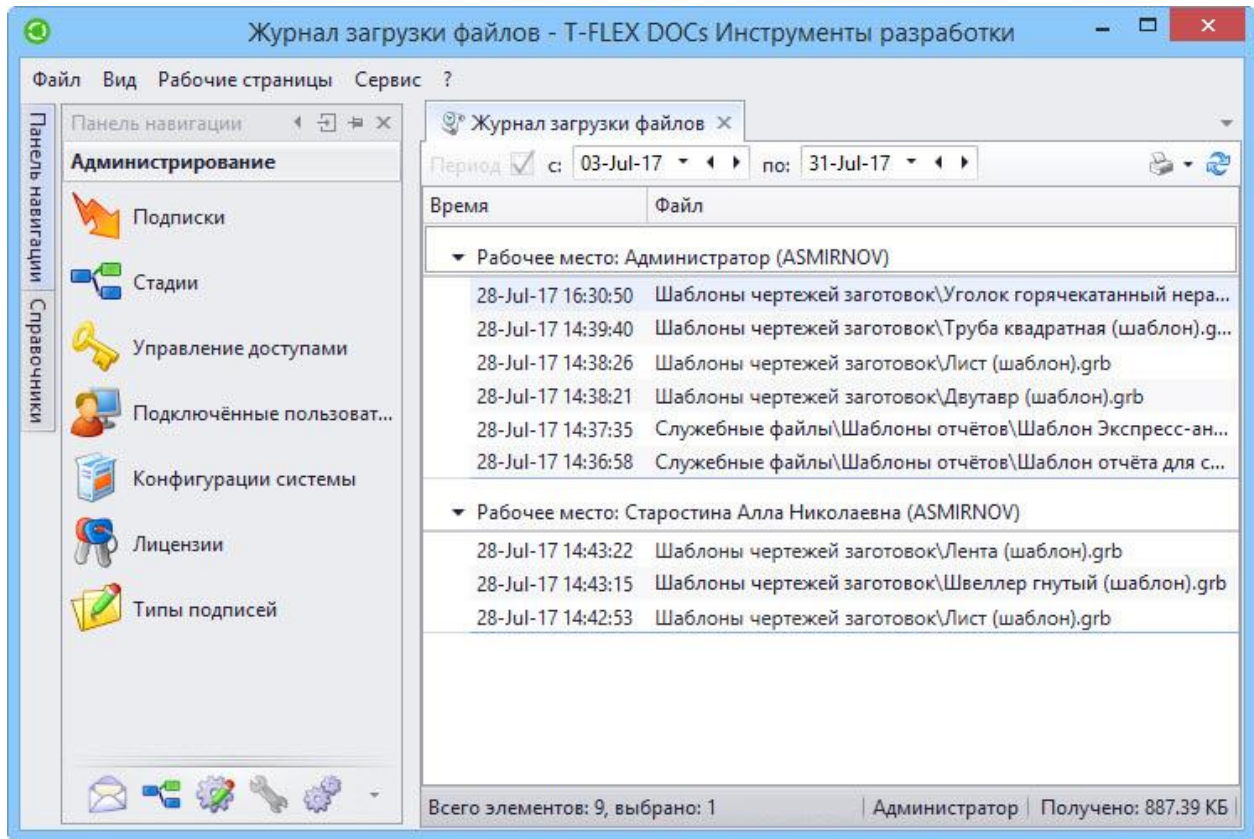 Журнал загрузки файлов - T-FLEX DOCs Инструменты разработки
Файл Вид Рабочие страницы Сервис ?
Панель навигации
Справочники
Панель навигации
Администрирование
Подписки
Стадии
Управление доступами
Подключённые пользоват...
Конфигурации системы
Лицензии
Типы подписей
Журнал загрузки файлов
Период с: 03-Jul-17 по: 31-Jul-17
Время Файл
Рабочее место: Администратор (ASMIRNOV)
28-Jul-17 16:30:50 Шаблоны чертежей заготовок\Уголок горячекатанный нера...
28-Jul-17 14:39:40 Шаблоны чертежей заготовок\Труба квадратная (шаблон).g...
28-Jul-17 14:38:26 Шаблоны чертежей заготовок\Лист (шаблон).grb
28-Jul-17 14:38:21 Шаблоны чертежей заготовок\Двутавр (шаблон).grb
28-Jul-17 14:37:35 Служебные файлы\Шаблоны отчётов\Шаблон Экспресс-ан...
28-Jul-17 14:36:58 Служебные файлы\Шаблоны отчётов\Шаблон отчёта для с...
Рабочее место: Старостина Алла Николаевна (ASMIRNOV)
28-Jul-17 14:43:22 Шаблоны чертежей заготовок\Лента (шаблон).grb
28-Jul-17 14:43:15 Шаблоны чертежей заготовок\Швеллер гнутый (шаблон).grb
28-Jul-17 14:42:53 Шаблоны чертежей заготовок\Лист (шаблон).grb
Всего элементов: 9, выбрано: 1 Администратор Получено: 887.39 КБ